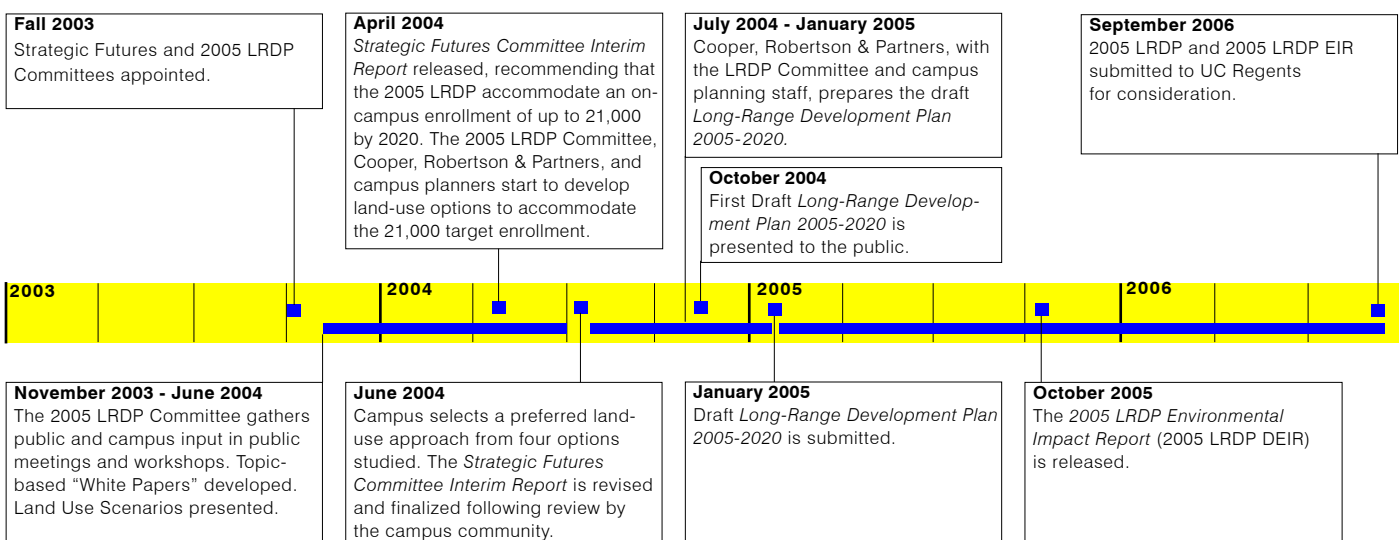 Fall 2003
Strategic Futures and 2005 LRDP
Committees appointed.
April 2004
Strategic Futures Committee Interim
Report released, recommending that
the 2005 LRDP accommodate an on-
campus enrollment of up to 21,000
by 2020. The 2005 LRDP Committee,
Cooper, Robertson & Partners, and
campus planners start to develop
land-use options to accommodate
the 21,000 target enrollment.
July 2004 - January 2005
Cooper, Robertson & Partners, with
the LRDP Committee and campus
planning staff, prepares the draft
Long-Range Development Plan
2005-2020.
October 2004
First Draft Long-Range Develop-
ment Plan 2005-2020 is
presented to the public.
September 2006
2005 LRDP and 2005 LRDP EIR
submitted to UC Regents
for consideration.
2003
2004
2005
2006
November 2003 - June 2004
The 2005 LRDP Committee gathers
public and campus input in public
meetings and workshops. Topic-
based “White Papers” developed.
Land Use Scenarios presented.
June 2004
Campus selects a preferred land-
use approach from four options
studied. The Strategic Futures
Committee Interim Report is revised
and finalized following review by
the campus community.
January 2005
Draft Long-Range Development Plan
2005-2020 is submitted.
October 2005
The 2005 LRDP Environmental
Impact Report (2005 LRDP DEIR)
is released.